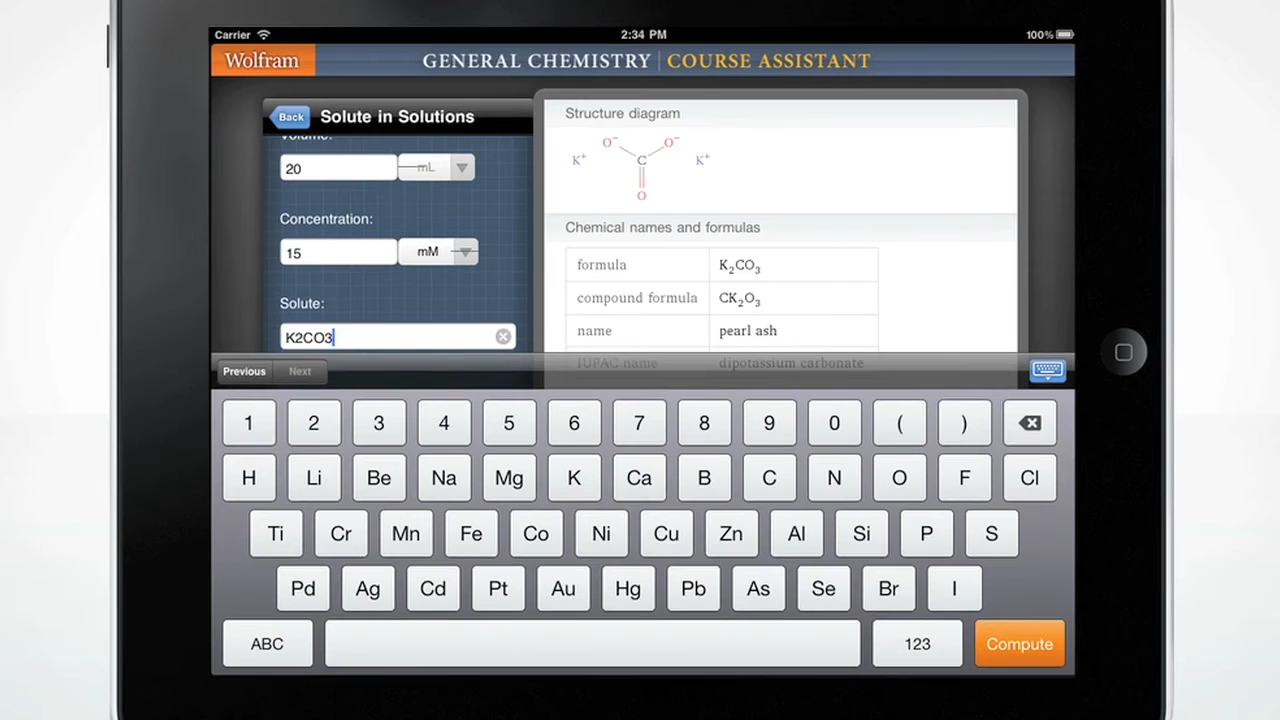 Carrier 2:34 PM 100%
Wolfram GENERAL CHEMISTRY | COURSE ASSISTANT
Back Solute in Solutions
Volume:
20 mL
Concentration:
15 mM
Solute:
K2CO3
Structure diagram
O⁻ O⁻
K⁺ C K⁺
O
Chemical names and formulas
formula K₂CO₃
compound formula CK₂O₃
name pearl ash
IUPAC name dipotassium carbonate
Previous Next
1 2 3 4 5 6 7 8 9 0 ( )
H Li Be Na Mg K Ca B C N O F Cl
Ti Cr Mn Fe Co Ni Cu Zn Al Si P S
Pd Ag Cd Pt Au Hg Pb As Se Br I
ABC 123 Compute